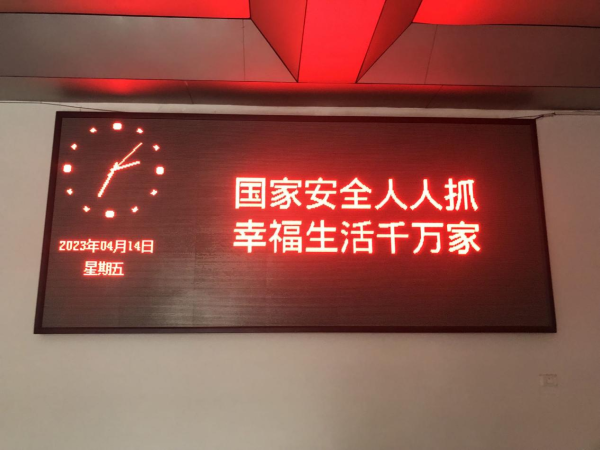 国家安全人人抓
幸福生活千万家
2023年04月14日
星期五